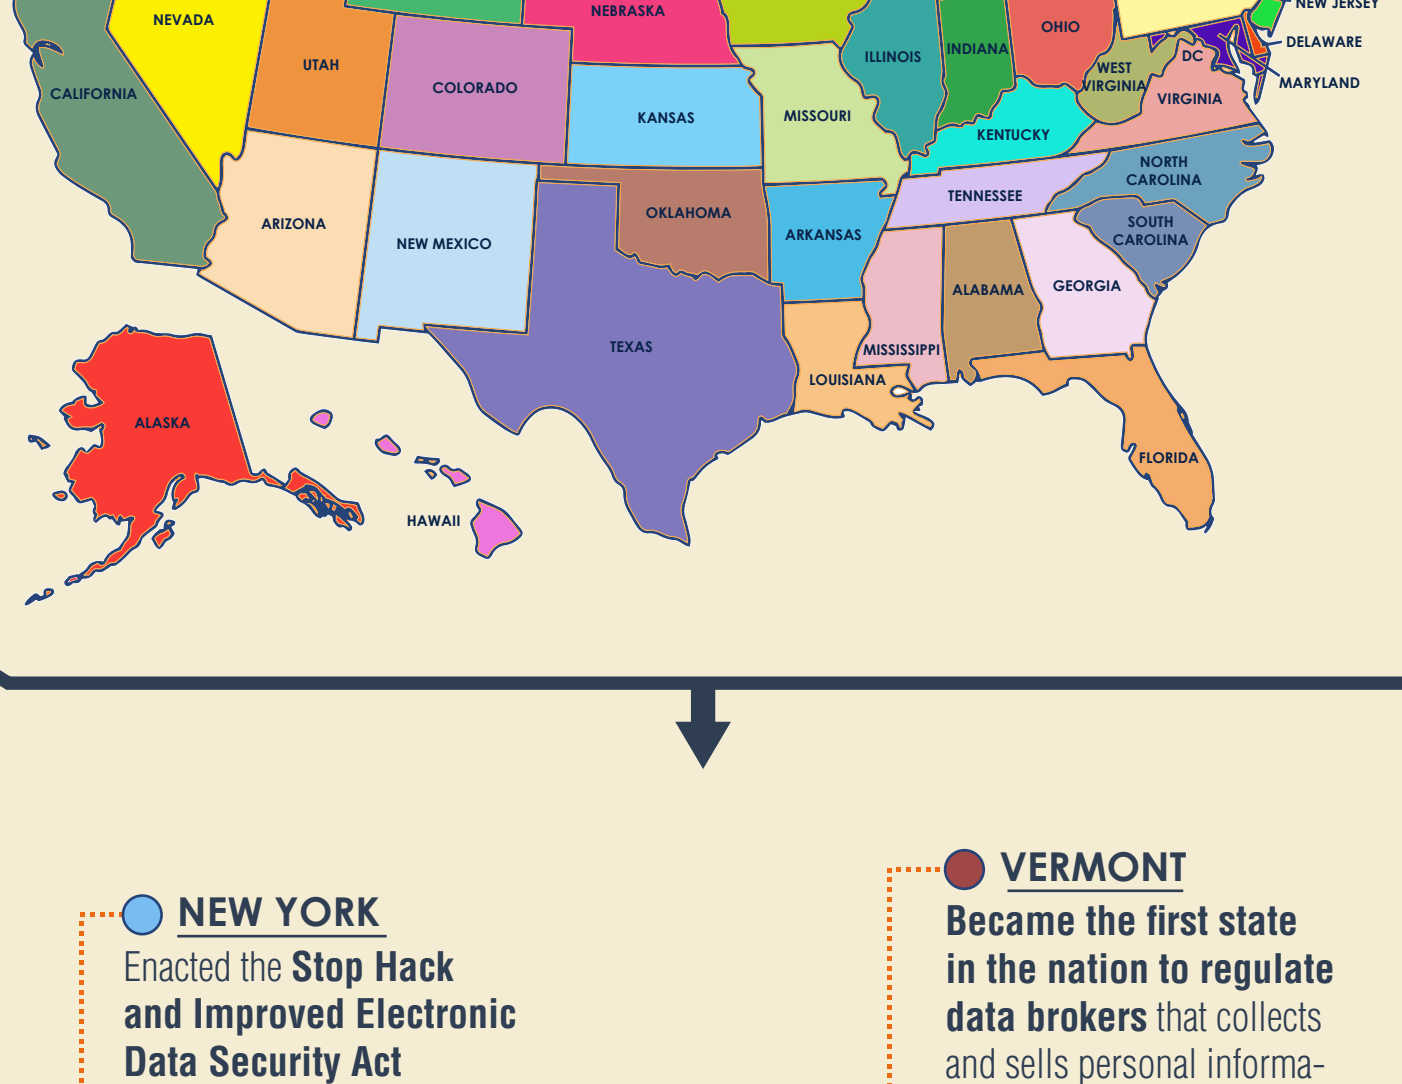 NEVADA
NEBRASKA
NEW JERSEY
OHIO
DELAWARE
UTAH
ILLINOIS
INDIANA
DC
COLORADO
WEST
VIRGINIA
MARYLAND
CALIFORNIA
KANSAS
MISSOURI
VIRGINIA
KENTUCKY
NORTH
CAROLINA
TENNESSEE
ARIZONA
OKLAHOMA
SOUTH
CAROLINA
NEW MEXICO
ARKANSAS
ALABAMA
GEORGIA
TEXAS
MISSISSIPPI
LOUISIANA
ALASKA
FLORIDA
HAWAII
NEW YORK
Enacted the Stop Hack
and Improved Electronic
Data Security Act
VERMONT
Became the first state
in the nation to regulate
data brokers that collects
and sells personal informa-